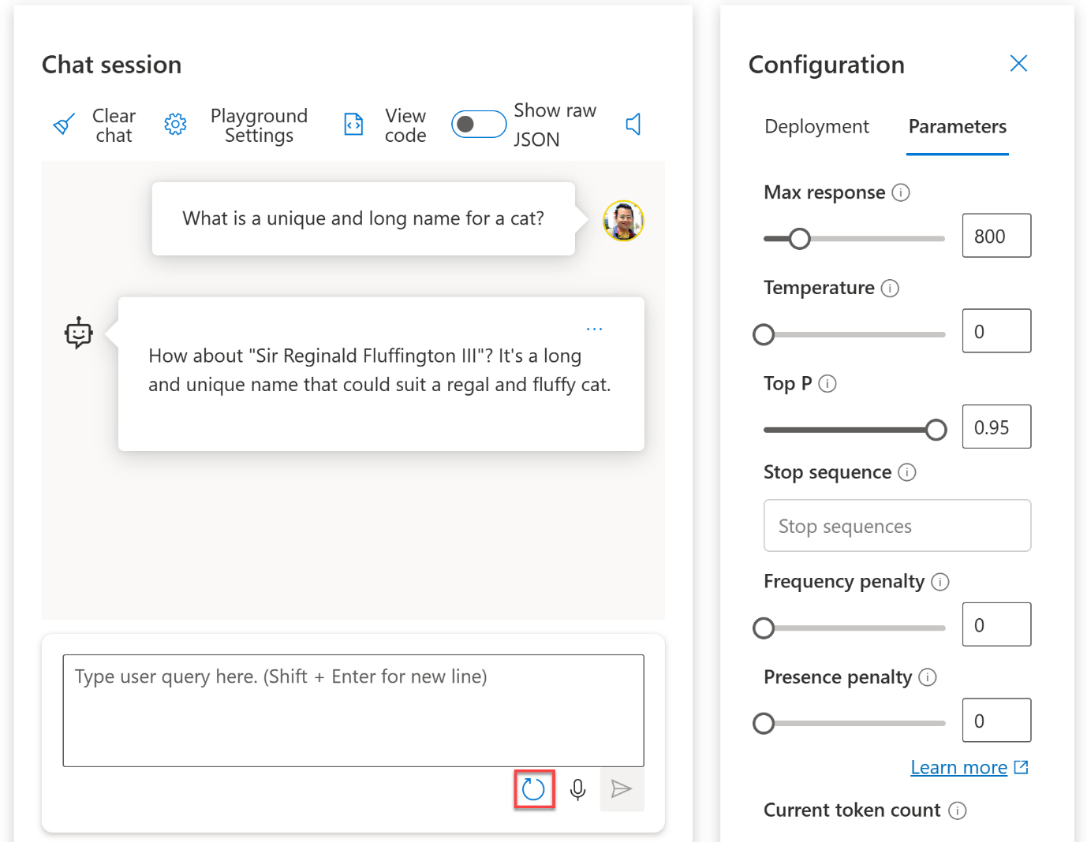 Chat session
Clear
chat
Playground
Settings
View
code
Show raw
JSON
What is a unique and long name for a cat?
...
How about "Sir Reginald Fluffington III"? It's a long
and unique name that could suit a regal and fluffy cat.
Type user query here. (Shift + Enter for new line)
Configuration
Deployment
Parameters
Max response
800
Temperature
0
Top P
0.95
Stop sequence
Stop sequences
Frequency penalty
0
Presence penalty
0
Learn more
Current token count